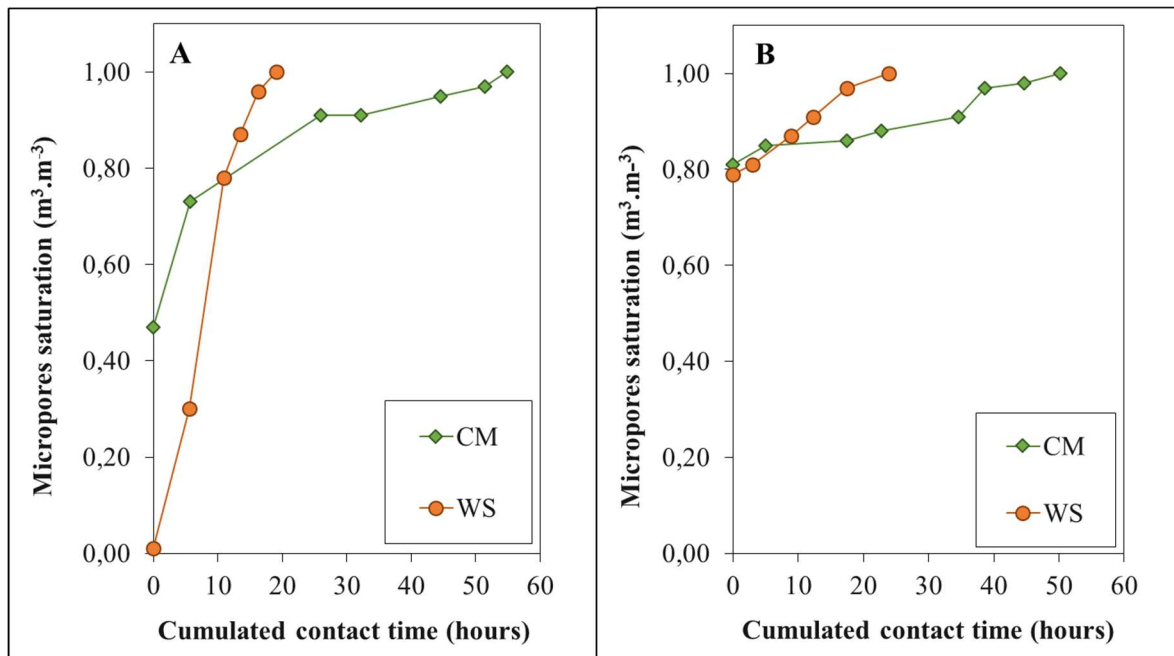 A
Micropores saturation (m³.m⁻³)
1,00
0,80
0,60
0,40
0,20
0,00
CM
WS
0 10 20 30 40 50 60
Cumulated contact time (hours)
B
Micropores saturation (m³.m-³)
1,00
0,80
0,60
0,40
0,20
0,00
CM
WS
0 10 20 30 40 50 60
Cumulated contact time (hours)